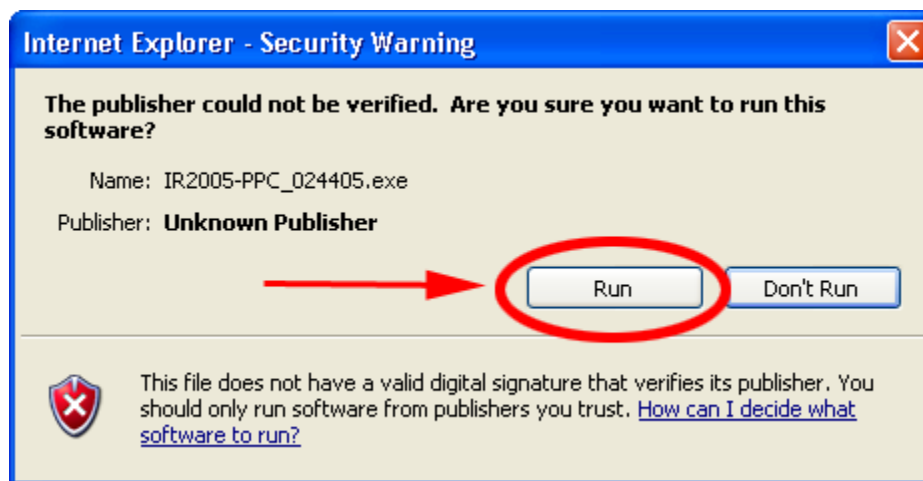 Internet Explorer - Security Warning
The publisher could not be verified.  Are you sure you want to run this
software?
Name: IR2005-PPC_024405.exe
Publisher: Unknown Publisher
Run
Don't Run
This file does not have a valid digital signature that verifies its publisher. You
should only run software from publishers you trust. How can I decide what
software to run?